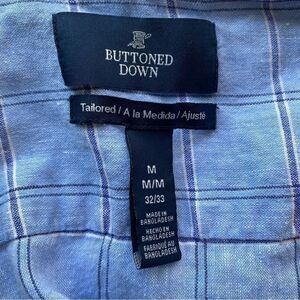 BUTTONED
DOWN
Tailored / A la Medida / Ajusté
M
M/M
32/33
MADE IN
BANGLADESH
HECHO EN
BANGLADESH
FABRIQUÉ AU
BANGLADESH